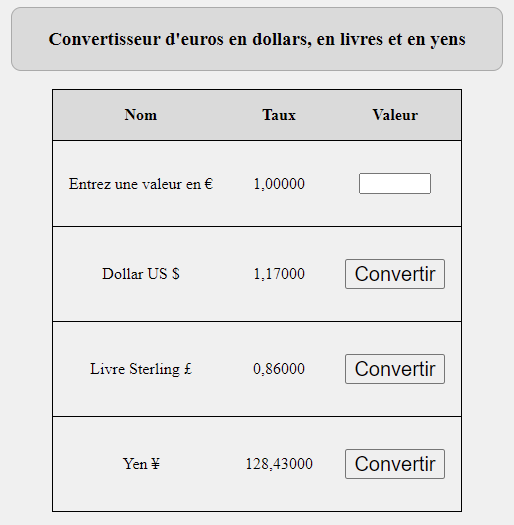 Convertisseur d'euros en dollars, en livres et en yens
Nom Taux Valeur
Entrez une valeur en € 1,00000
Dollar US $ 1,17000 Convertir
Livre Sterling £ 0,86000 Convertir
Yen ¥ 128,43000 Convertir